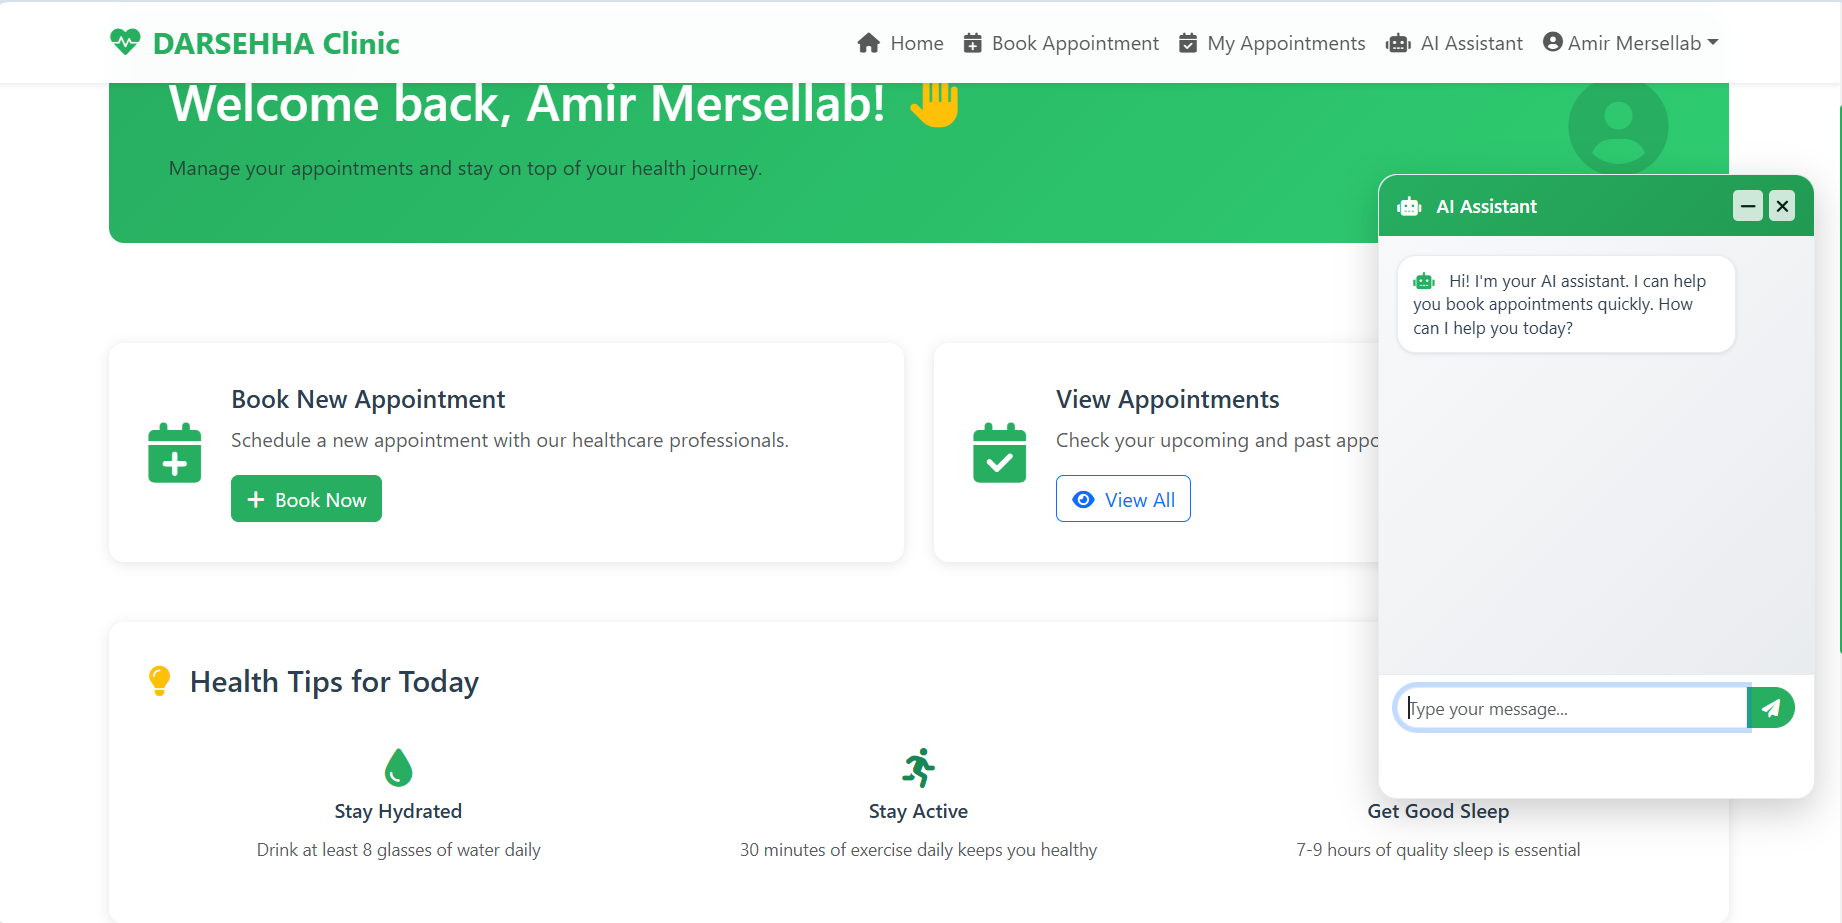 DARSEHHA Clinic
Home
Book Appointment
My Appointments
AI Assistant
Amir Mersellab
Welcome back, Amir Mersellab!
Manage your appointments and stay on top of your health journey.
AI Assistant
Hi! I'm your AI assistant. I can help
you book appointments quickly. How
can I help you today?
Type your message...
Book New Appointment
Schedule a new appointment with our healthcare professionals.
Book Now
View Appointments
Check your upcoming and past
View All
Health Tips for Today
Stay Hydrated
Drink at least 8 glasses of water daily
Stay Active
30 minutes of exercise daily keeps you healthy
Get Good Sleep
7-9 hours of quality sleep is essential